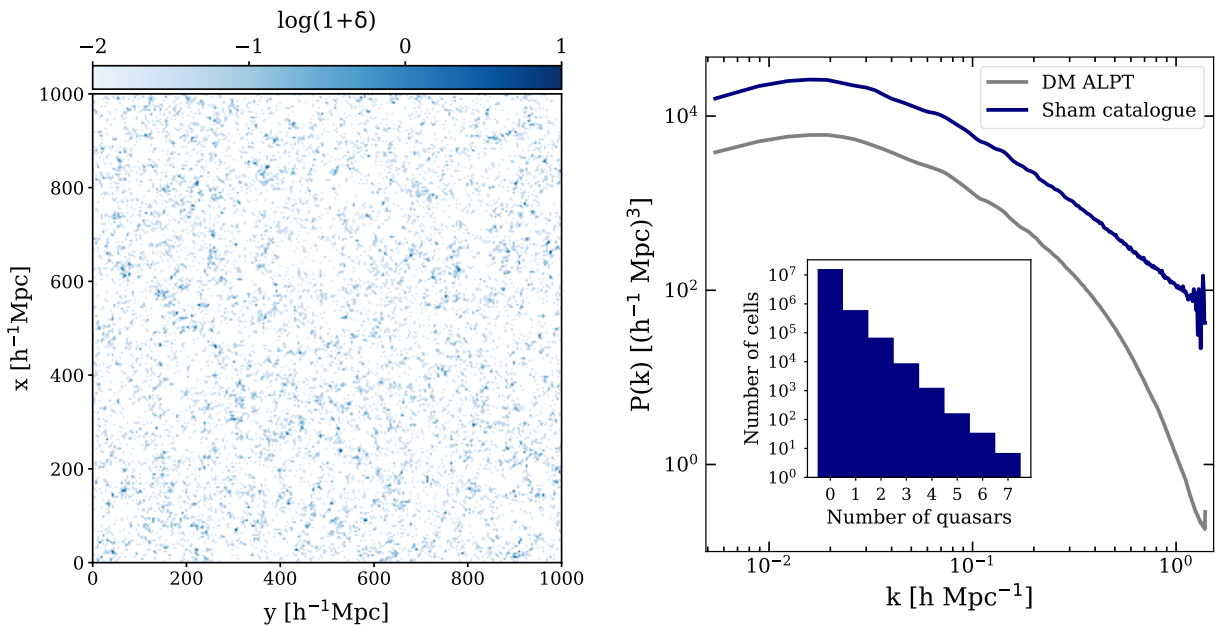 log(1+δ)
−2 −1 0 1
1000
800
600
400
200
0
x [h⁻¹Mpc]
0 200 400 600 800 1000
y [h⁻¹Mpc]
DM ALPT
Sham catalogue
10⁴
10²
10⁰
P(k) [(h⁻¹ Mpc)³]
10⁷
10⁶
10⁵
10⁴
10³
10²
10¹
10⁰
Number of cells
0 1 2 3 4 5 6 7
Number of quasars
10⁻² 10⁻¹ 10⁰
k [h Mpc⁻¹]